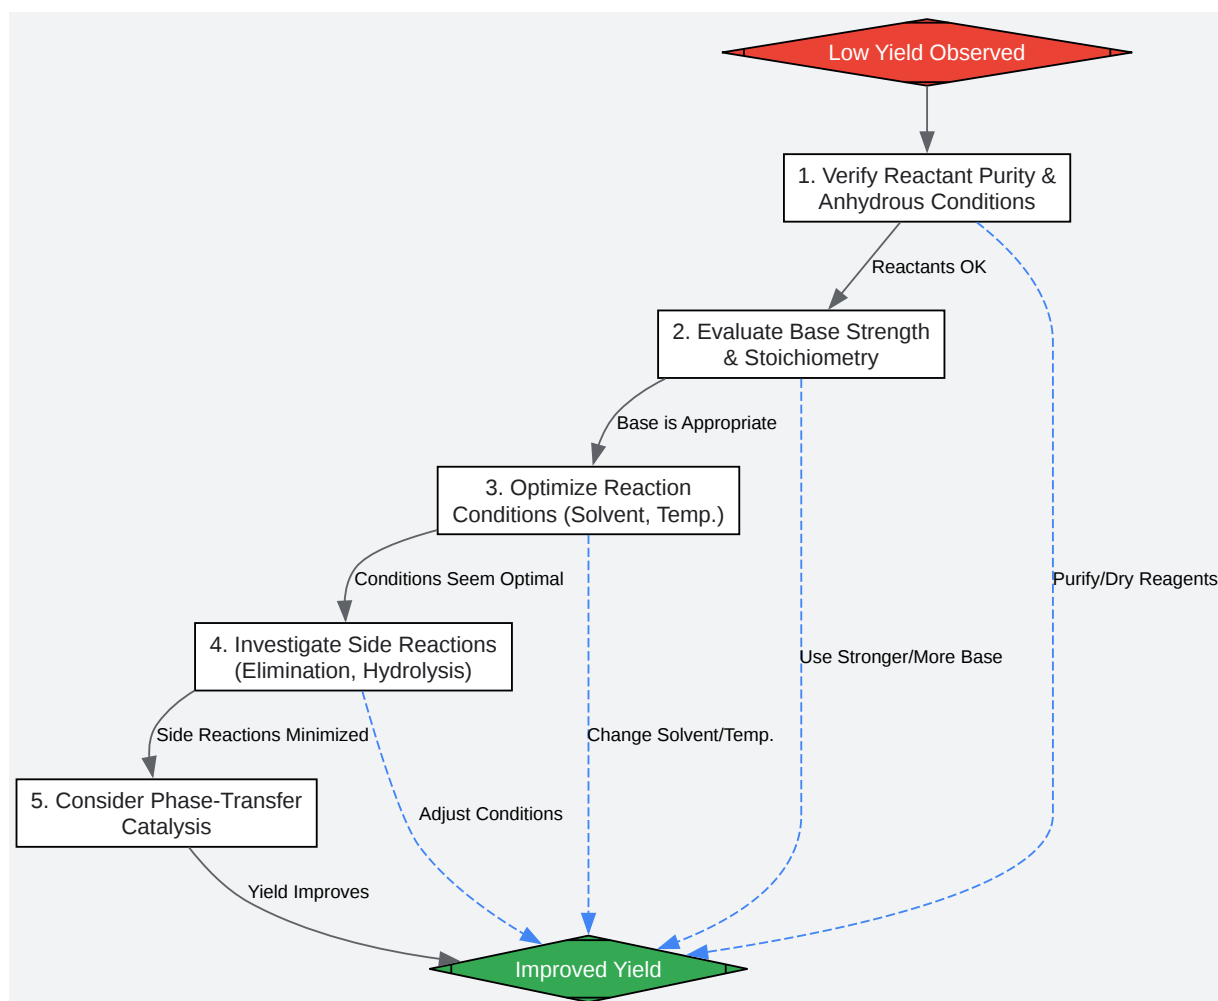 Low Yield Observed
1. Verify Reactant Purity &
Anhydrous Conditions
Reactants OK
2. Evaluate Base Strength
& Stoichiometry
Base is Appropriate
3. Optimize Reaction
Conditions (Solvent, Temp.)
Conditions Seem Optimal
Purify/Dry Reagents
4. Investigate Side Reactions
(Elimination, Hydrolysis)
Use Stronger/More Base
Side Reactions Minimized
Change Solvent/Temp.
5. Consider Phase-Transfer
Catalysis
Adjust Conditions
Yield Improves
Improved Yield